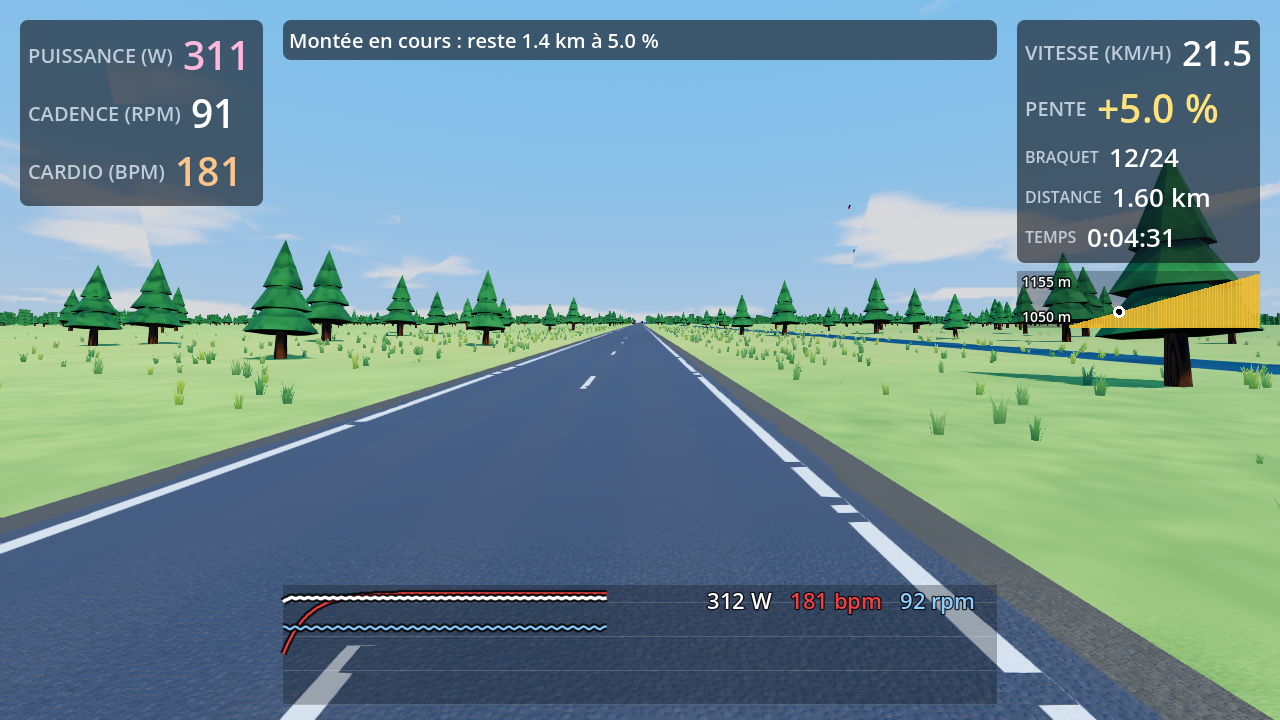 PUISSANCE (W) 311
CADENCE (RPM) 91
CARDIO (BPM) 181
Montée en cours : reste 1.4 km à 5.0 %
VITESSE (KM/H) 21.5
PENTE +5.0 %
BRAQUET 12/24
DISTANCE 1.60 km
TEMPS 0:04:31
1155 m
1050 m
312 W 181 bpm 92 rpm